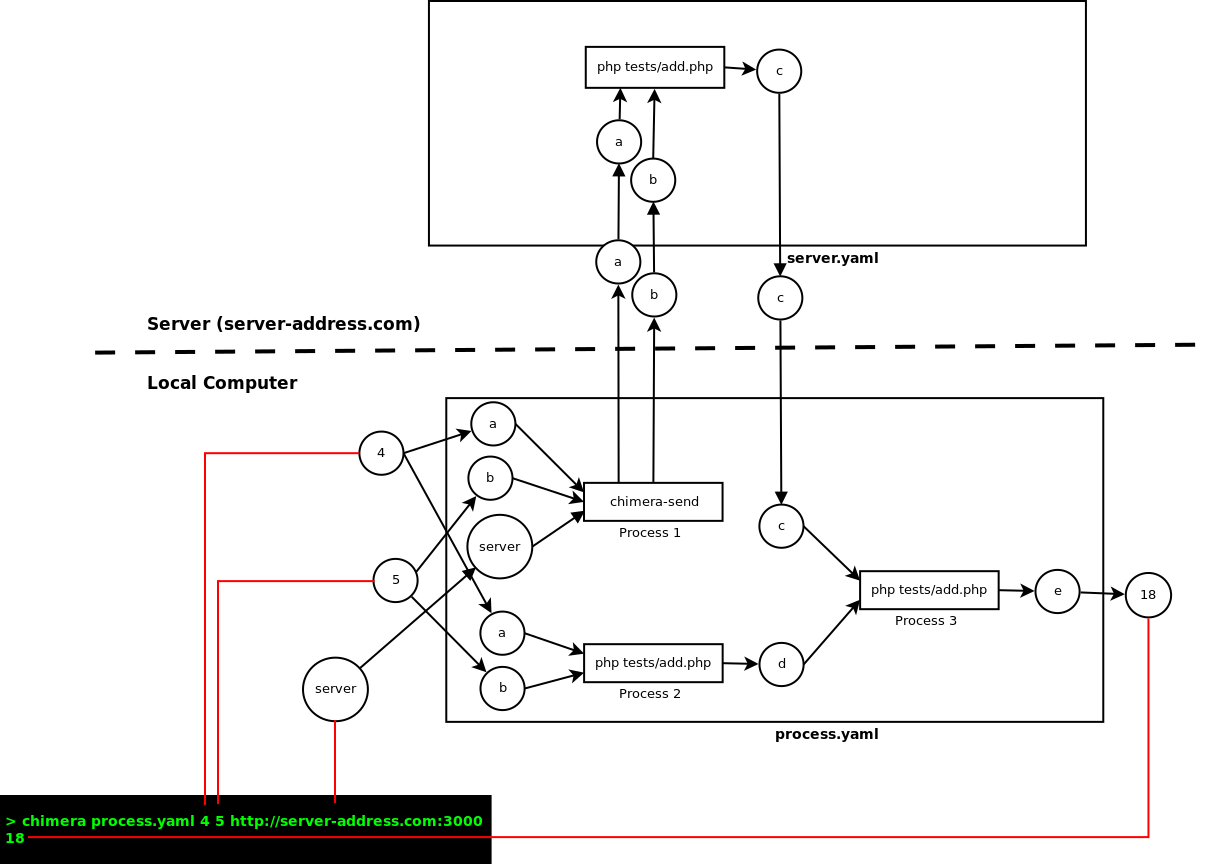 php tests/add.php
c
a
b
server.yaml
a
b
c
Server (server-address.com)
Local Computer
a
4
b
chimera-send
Process 1
c
server
5
php tests/add.php
Process 3
e
18
a
php tests/add.php
Process 2
d
b
server
process.yaml
> chimera process.yaml 4 5 http://server-address.com:3000
18